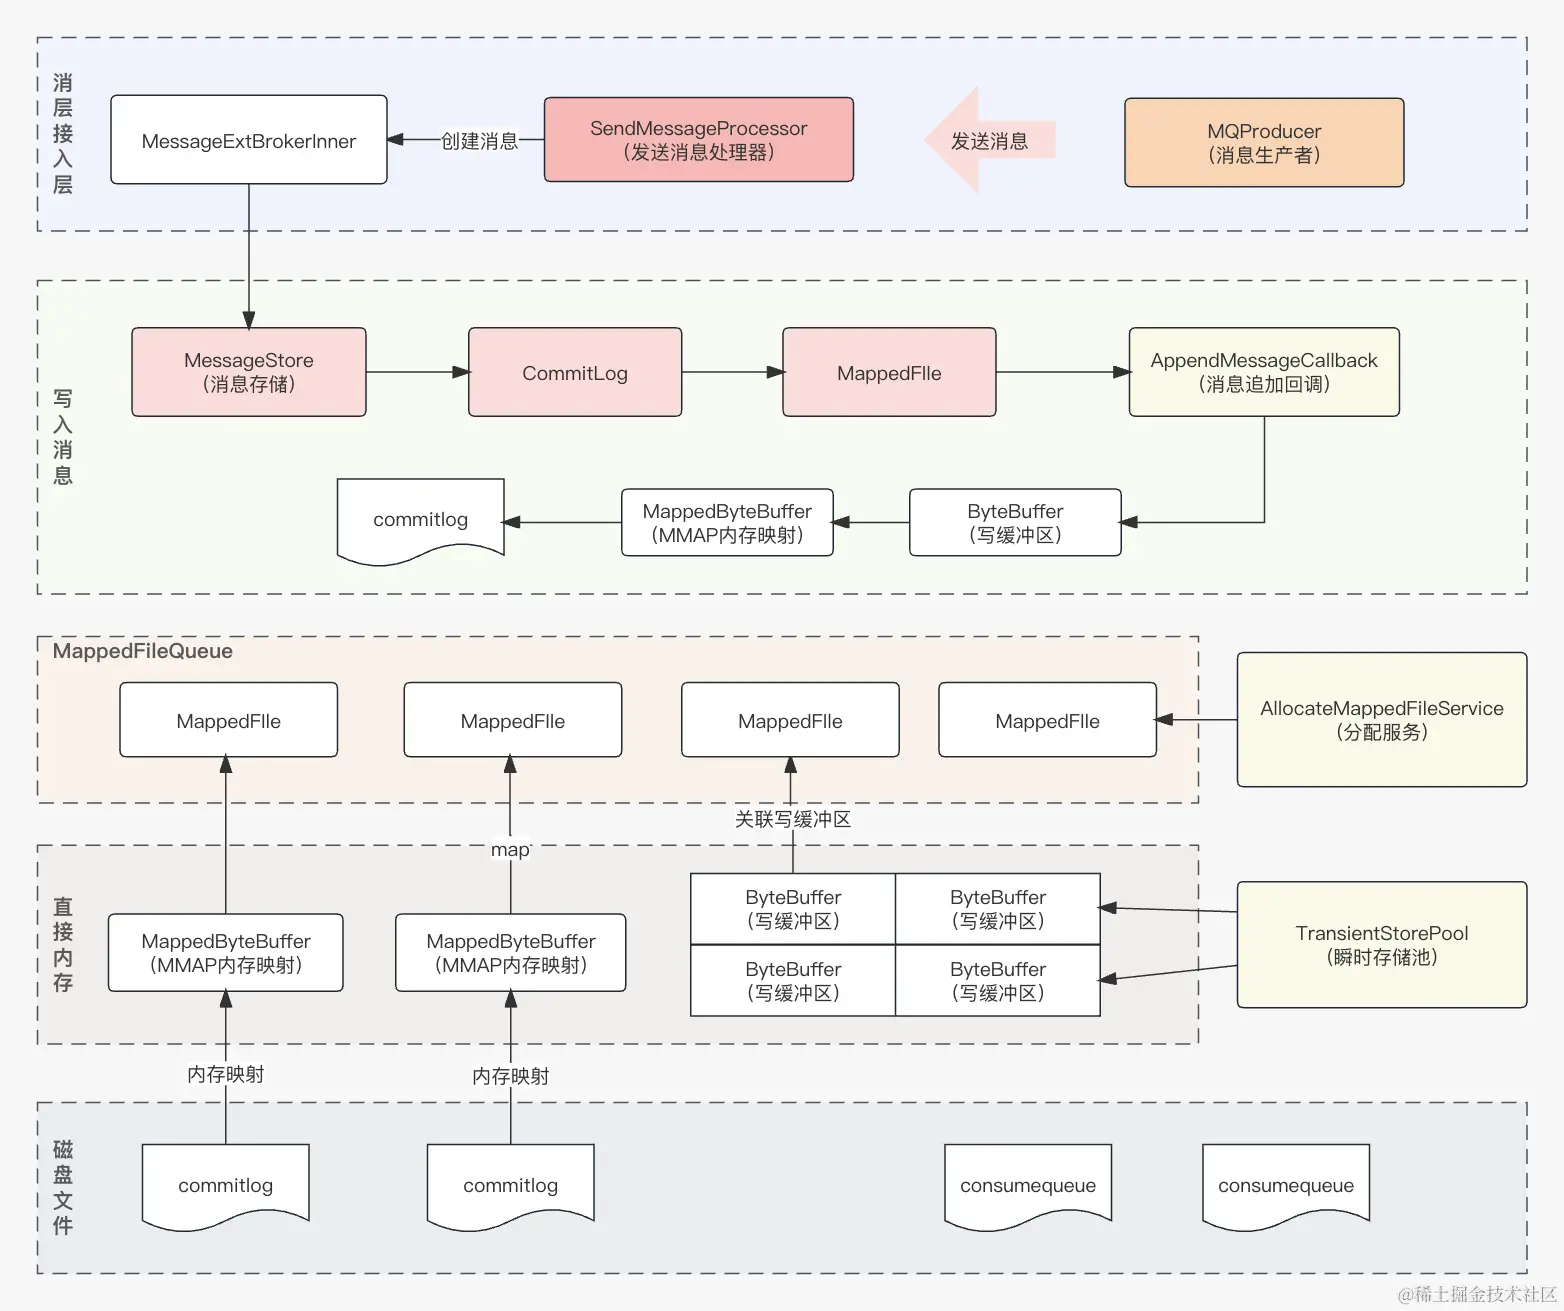 消层接入层
MessageExtBrokerInner
创建消息
SendMessageProcessor
（发送消息处理器）
发送消息
MQProducer
（消息生产者）
写入消息
MessageStore
（消息存储）
CommitLog
MappedFIle
AppendMessageCallback
（消息追加回调）
commitlog
MappedByteBuffer
（MMAP内存映射）
ByteBuffer
（写缓冲区）
MappedFileQueue
MappedFIle
MappedFIle
MappedFIle
MappedFIle
AllocateMappedFileService
（分配服务）
关联写缓冲区
map
直接内存
MappedByteBuffer
（MMAP内存映射）
MappedByteBuffer
（MMAP内存映射）
ByteBuffer
（写缓冲区）
ByteBuffer
（写缓冲区）
ByteBuffer
（写缓冲区）
ByteBuffer
（写缓冲区）
TransientStorePool
（瞬时存储池）
内存映射
内存映射
磁盘文件
commitlog
commitlog
consumequeue
consumequeue
@稀土掘金技术社区